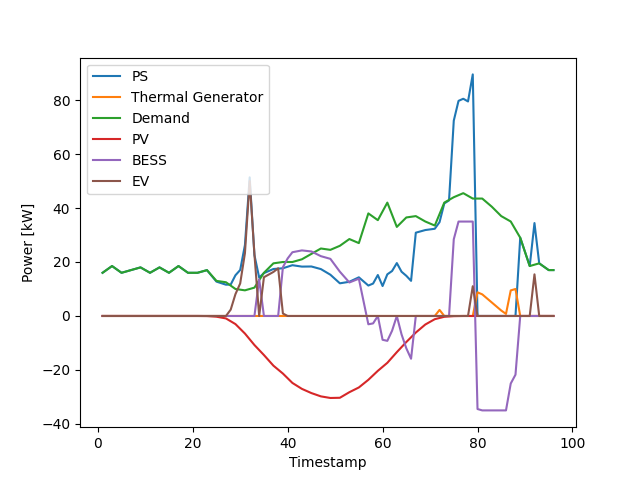 PS
Thermal Generator
Demand
PV
BESS
EV
Power [kW]
80
60
40
20
0
−20
−40
0 20 40 60 80 100
Timestamp